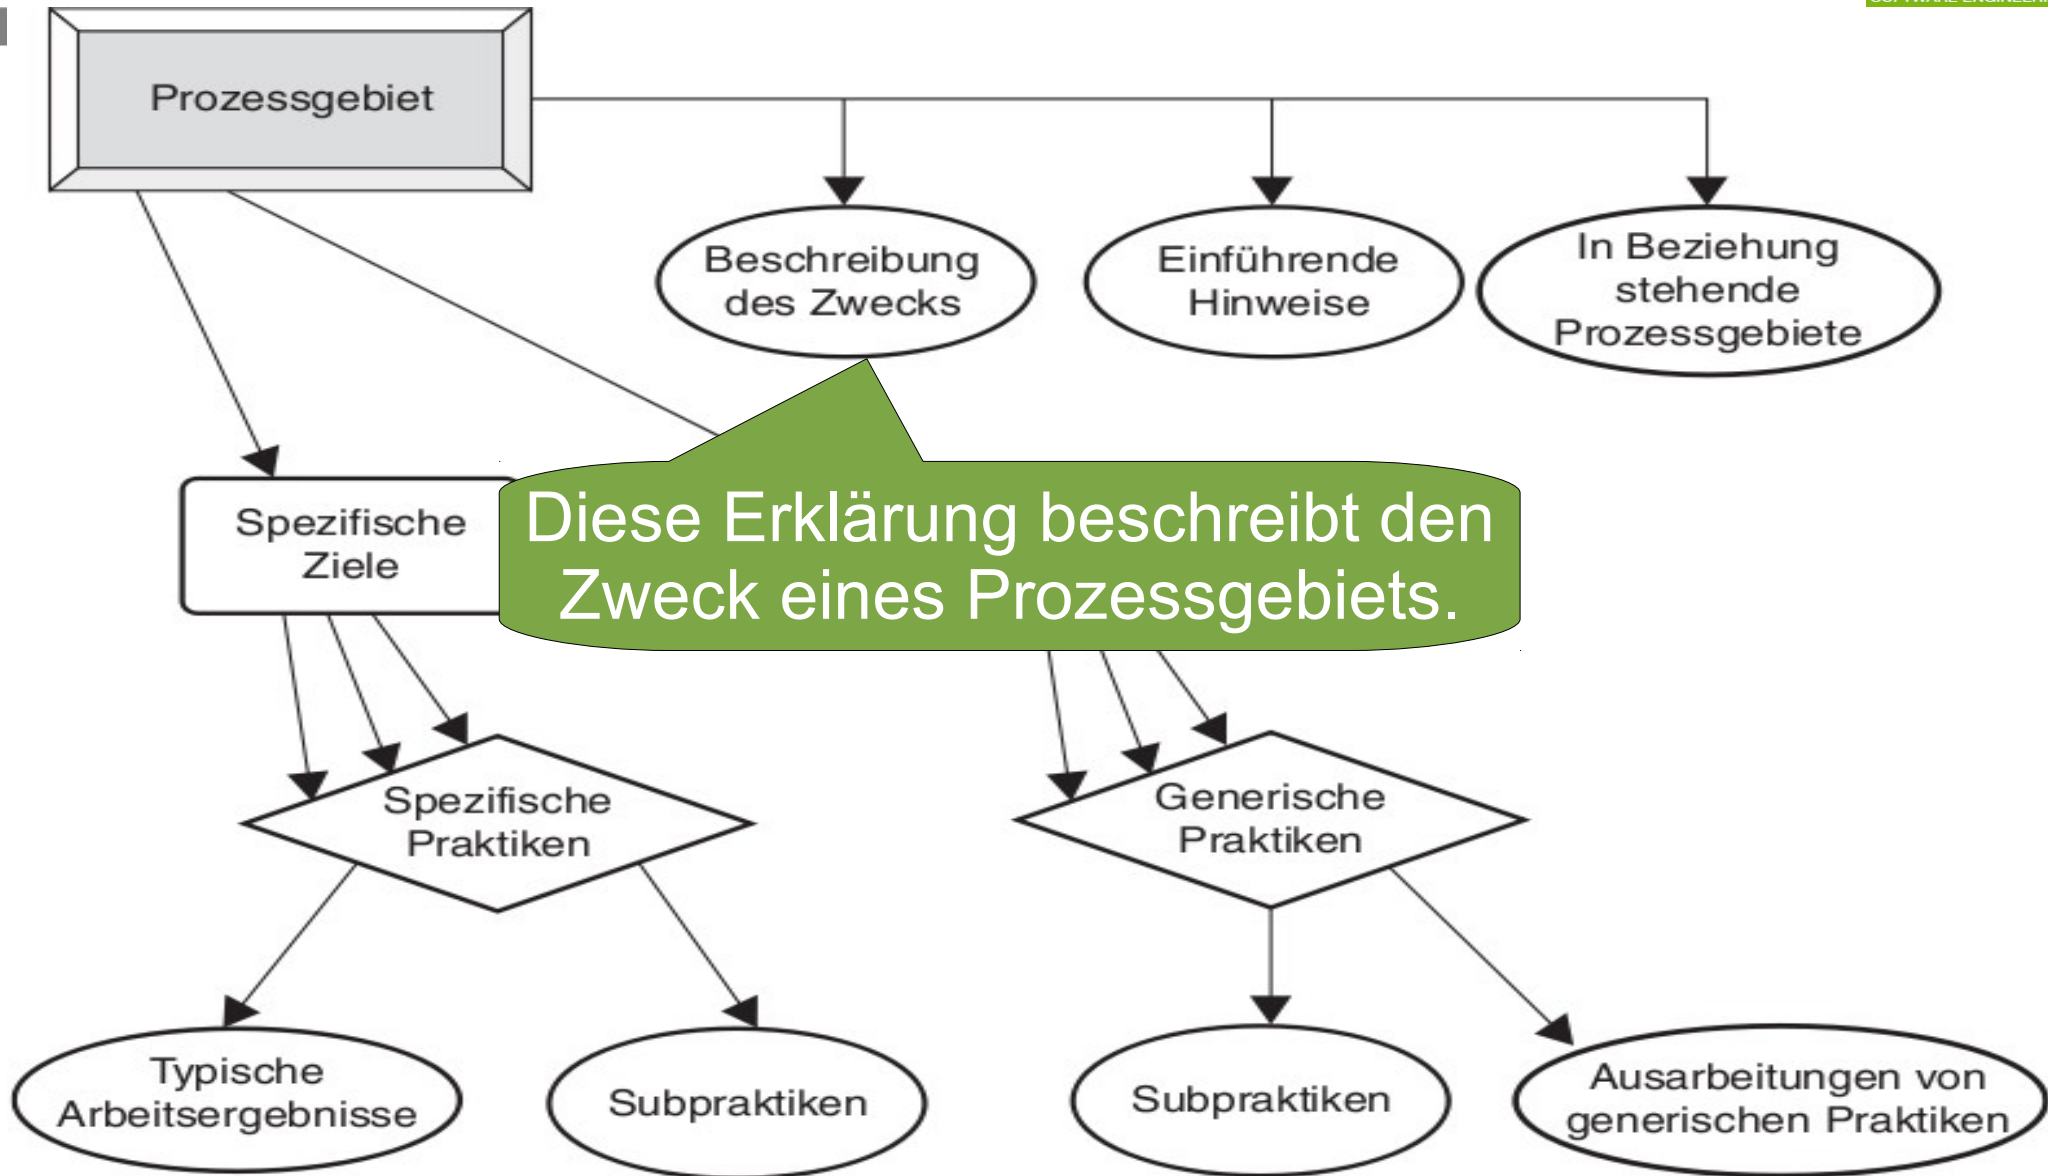 Prozessgebiet
Beschreibung
des Zwecks
Einführende
Hinweise
In Beziehung
stehende
Prozessgebiete
Spezifische
Ziele
Diese Erklärung beschreibt den
Zweck eines Prozessgebiets.
Spezifische
Praktiken
Generische
Praktiken
Typische
Arbeitsergebnisse
Subpraktiken
Subpraktiken
Ausarbeitungen von
generischen Praktiken